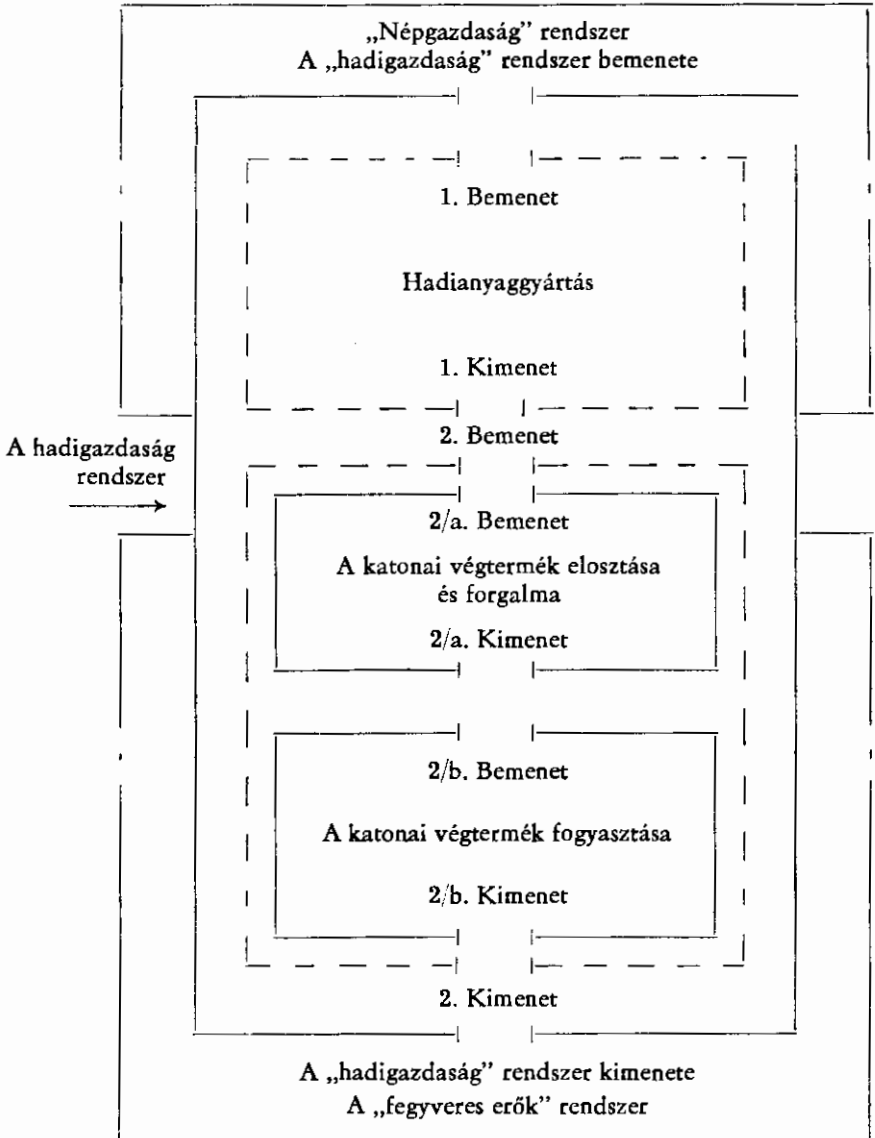 „Népgazdaság” rendszer
A „hadigazdaság” rendszer bemenete
1. Bemenet
Hadianyaggyártás
1. Kimenet
2. Bemenet
A hadigazdaság
rendszer
2/a. Bemenet
A katonai végtermék elosztása
és forgalma
2/a. Kimenet
2/b. Bemenet
A katonai végtermék fogyasztása
2/b. Kimenet
2. Kimenet
A „hadigazdaság” rendszer kimenete
A „fegyveres erők” rendszer